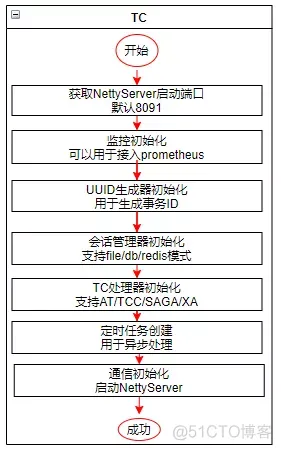 TC
开始
获取NettyServer启动端口
默认8091
监控初始化
可以用于接入prometheus
UUID生成器初始化
用于生成事务ID
会话管理器初始化
支持file/db/redis模式
TC处理器初始化
支持AT/TCC/SAGA/XA
定时任务创建
用于异步处理
通信初始化
启动NettyServer
成功
@51CTO博客